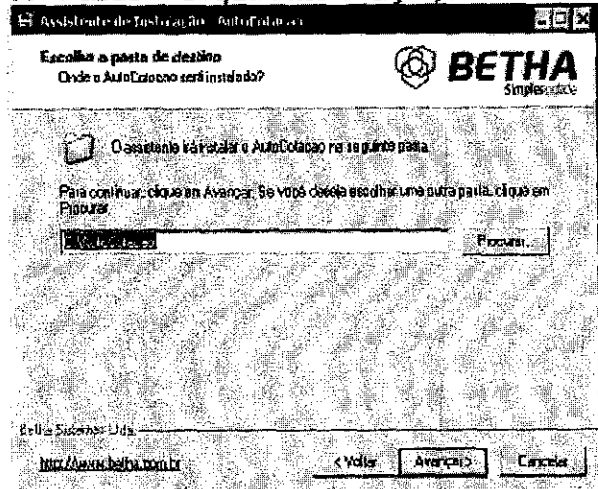 Assistente de Instalação - AutoCotacao
Escolha a pasta de destino
Onde o AutoCotacao será instalado?
BETHA
O assistente irá instalar o AutoCotacao na seguinte pasta.
Para continuar, clique em Avançar. Se você deseja escolher uma outra pasta, clique em
Procurar.
Procurar...
Betha Sistemas Ltda.
http://www.betha.com.br
< Voltar
Avançar >
Cancelar